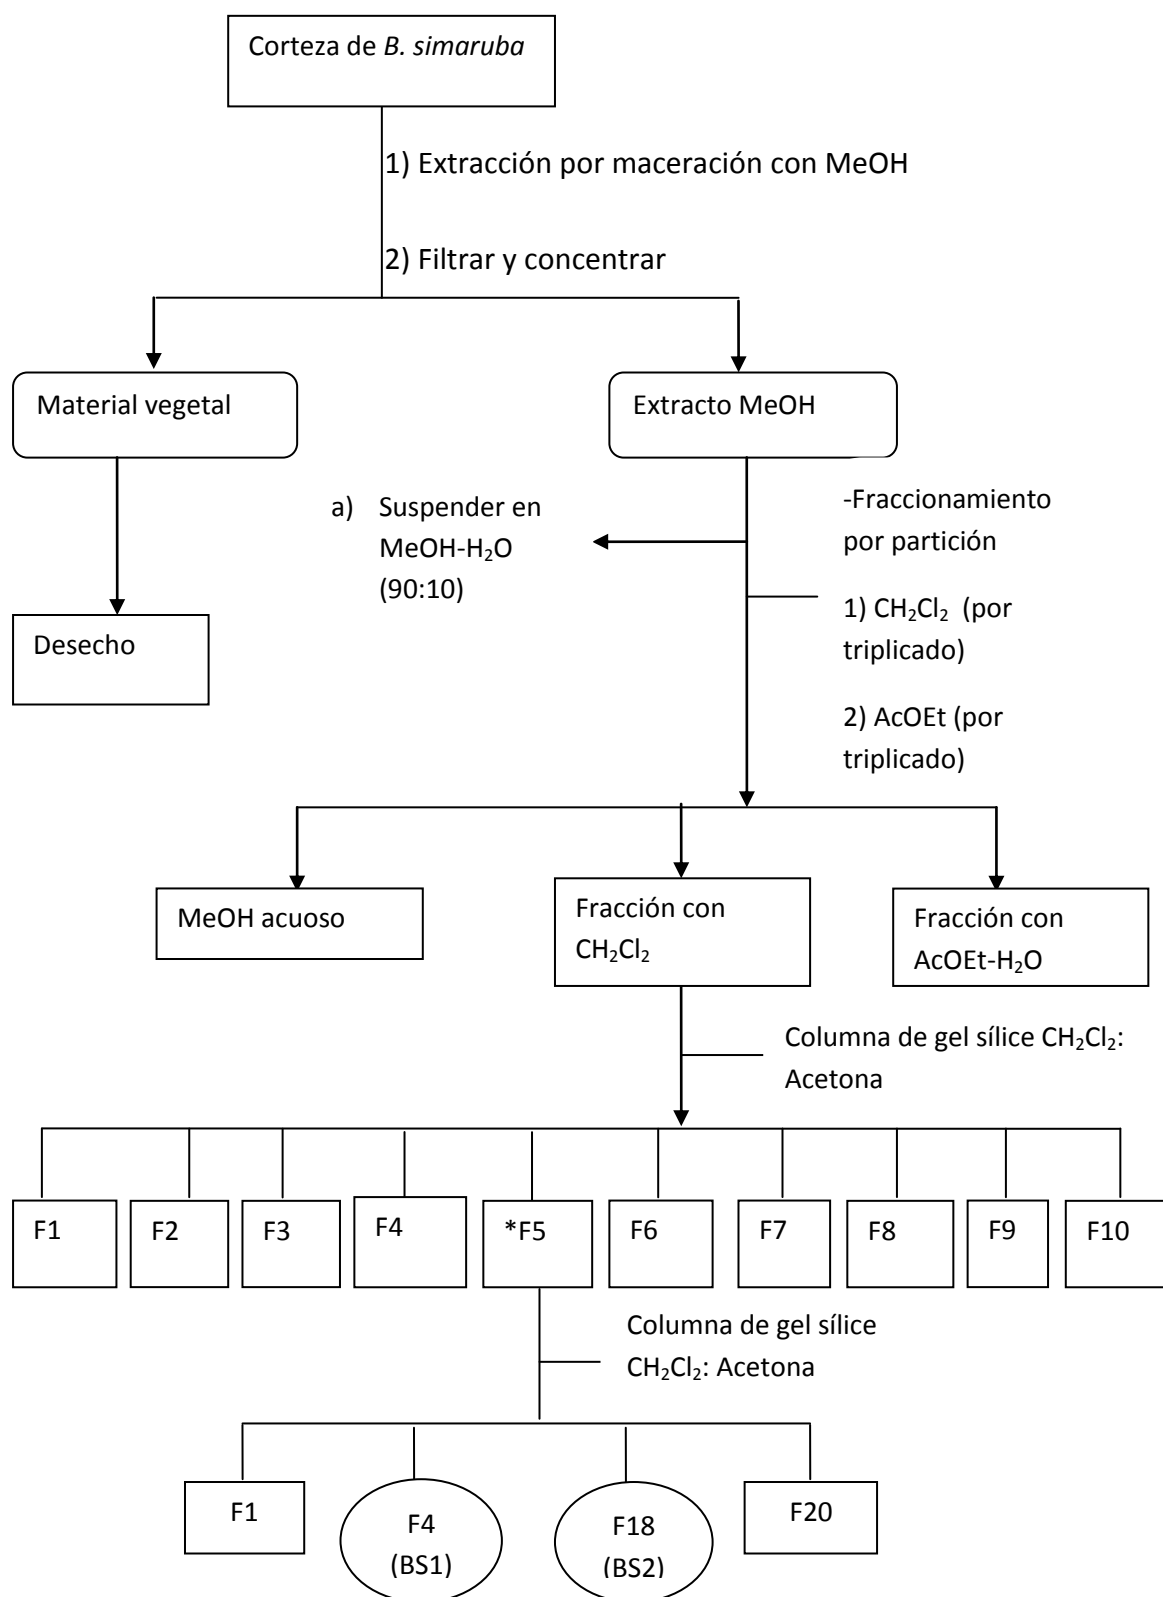 Corteza de B. simaruba
1) Extracción por maceración con MeOH
2) Filtrar y concentrar
Material vegetal
Extracto MeOH
a) Suspender en
MeOH-H₂O
(90:10)
-Fraccionamiento
por partición
1) CH₂Cl₂ (por
triplicado)
2) AcOEt (por
triplicado)
Desecho
MeOH acuoso
Fracción con
CH₂Cl₂
Fracción con
AcOEt-H₂O
Columna de gel sílice CH₂Cl₂:
Acetona
F1
F2
F3
F4
*F5
F6
F7
F8
F9
F10
Columna de gel sílice
CH₂Cl₂: Acetona
F1
F4
(BS1)
F18
(BS2)
F20